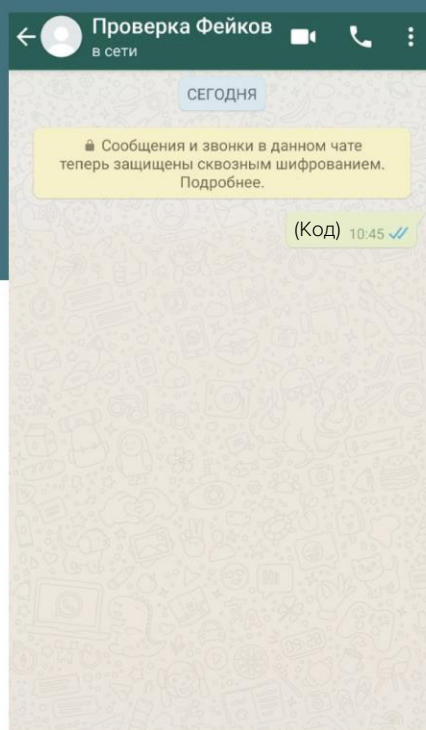 Проверка Фейков
в сети
СЕГОДНЯ
Сообщения и звонки в данном чате
теперь защищены сквозным шифрованием.
Подробнее.
(Код) 10:45